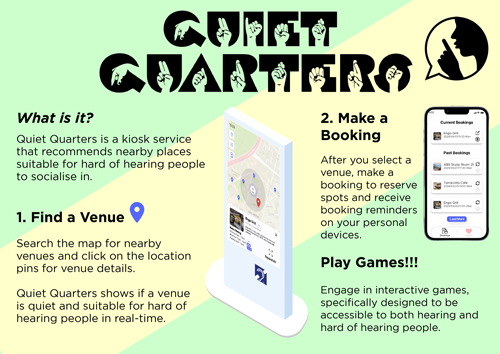 QUIET
QUARTERS
What is it?
Quiet Quarters is a kiosk service
that recommends nearby places
suitable for hard of hearing people
to socialise in.
1. Find a Venue
Search the map for nearby
venues and click on the location
pins for venue details.
Quiet Quarters shows if a venue
is quiet and suitable for hard of
hearing people in real-time.
2. Make a
Booking
After you select a
venue, make a
booking to reserve
spots and receive
booking reminders
on your personal
devices.
Play Games!!!
Engage in interactive games,
specifically designed to be
accessible to both hearing and
hard of hearing people.
Current Bookings
Past Bookings